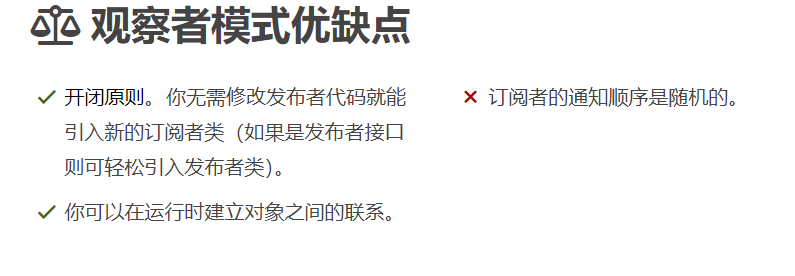 观察者模式优缺点
开闭原则。你无需修改发布者代码就能
引入新的订阅者类（如果是发布者接口
则可轻松引入发布者类）。
你可以在运行时建立对象之间的联系。
订阅者的通知顺序是随机的。